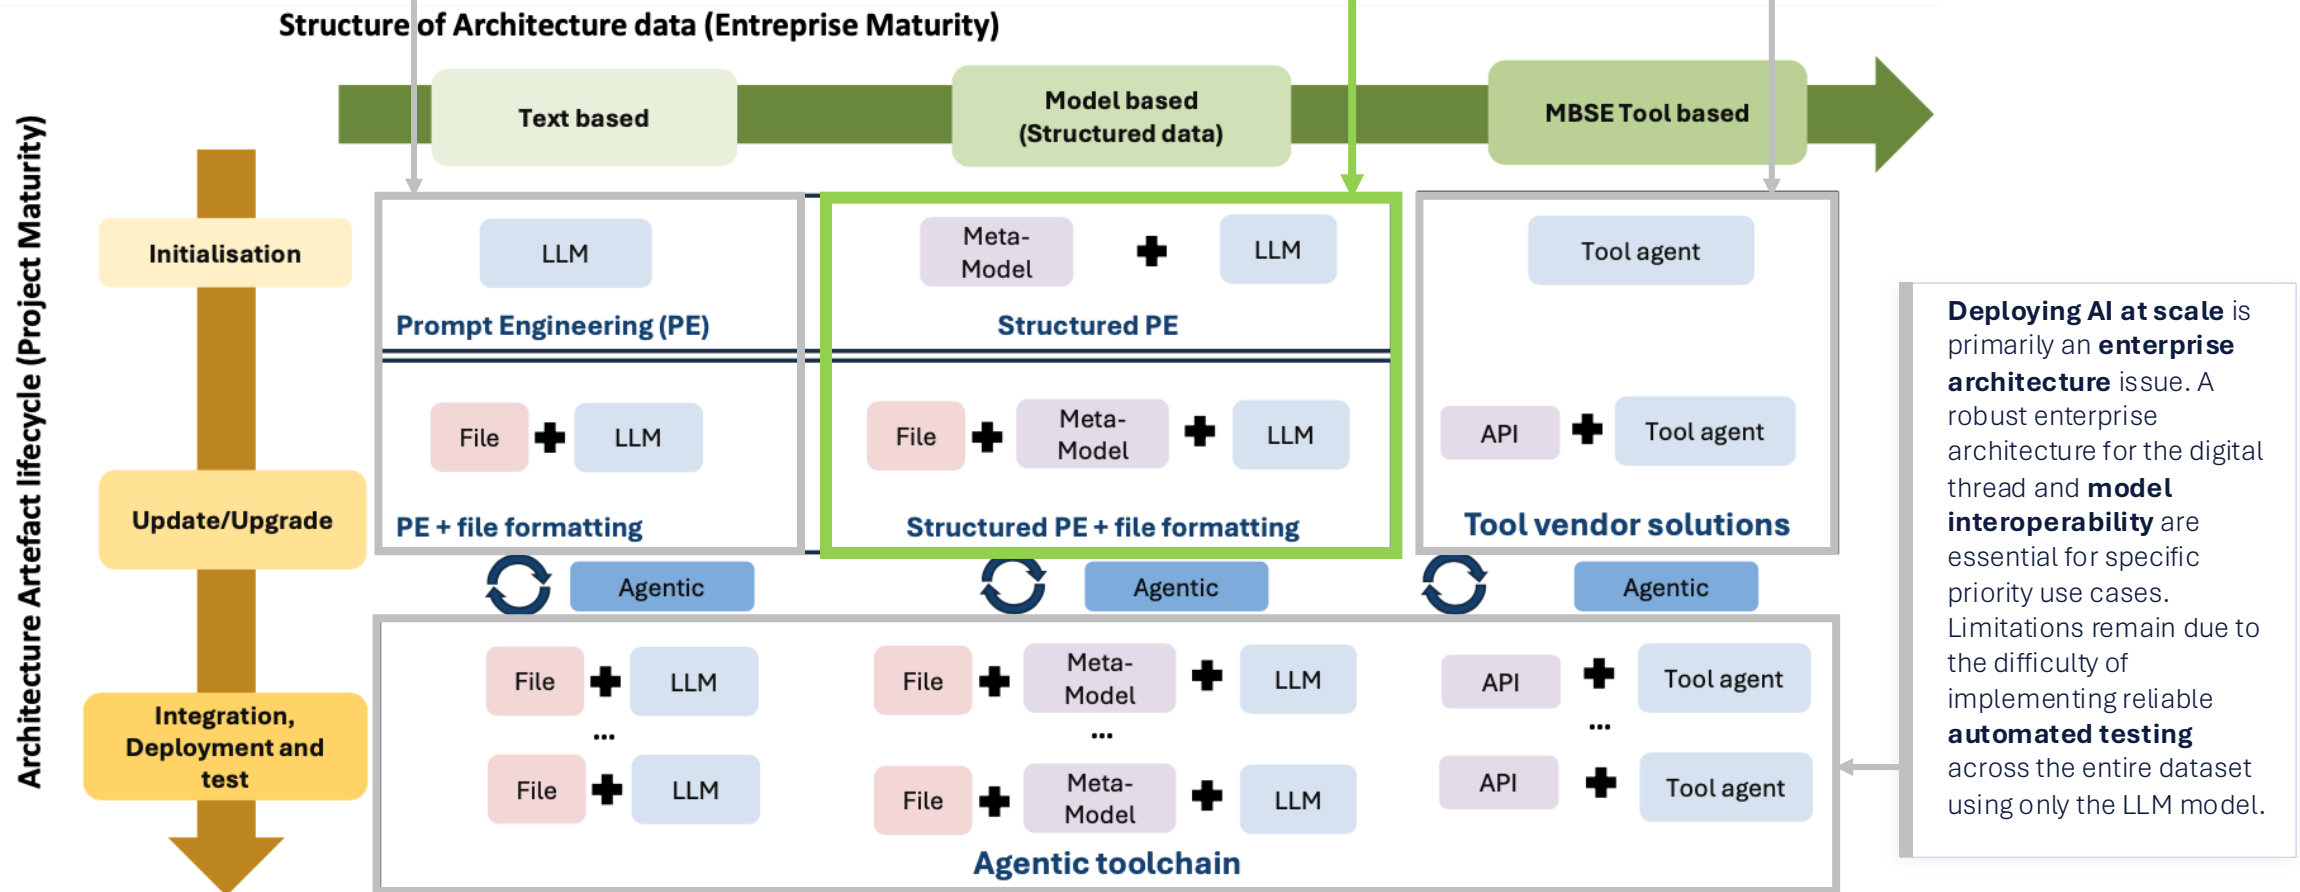 Structure of Architecture data (Entreprise Maturity)
Text based
Model based
(Structured data)
MBSE Tool based
Architecture Artefact lifecycle (Project Maturity)
Initialisation
LLM
Prompt Engineering (PE)
Meta-
Model
LLM
Structured PE
Tool agent
Update/Upgrade
File
LLM
PE + file formatting
File
Meta-
Model
LLM
Structured PE + file formatting
API
Tool agent
Tool vendor solutions
Agentic
Agentic
Agentic
Integration,
Deployment and
test
File
LLM
...
File
LLM
File
Meta-
Model
LLM
...
File
Meta-
Model
LLM
API
Tool agent
...
API
Tool agent
Agentic toolchain
Deploying AI at scale is
primarily an enterprise
architecture issue. A
robust enterprise
architecture for the digital
thread and model
interoperability are
essential for specific
priority use cases.
Limitations remain due to
the difficulty of
implementing reliable
automated testing
across the entire dataset
using only the LLM model.